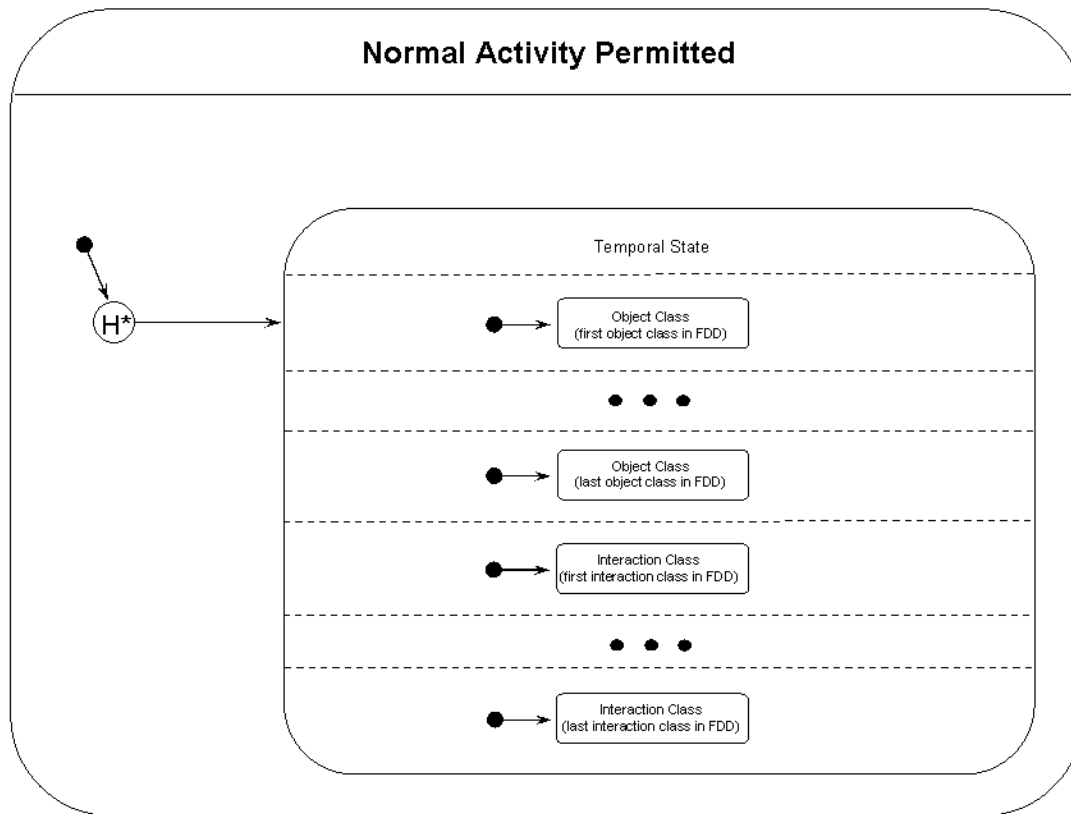 Normal Activity Permitted
Temporal State
H*
Object Class
(first object class in FDD)
Object Class
(last object class in FDD)
Interaction Class
(first interaction class in FDD)
Interaction Class
(last interaction class in FDD)